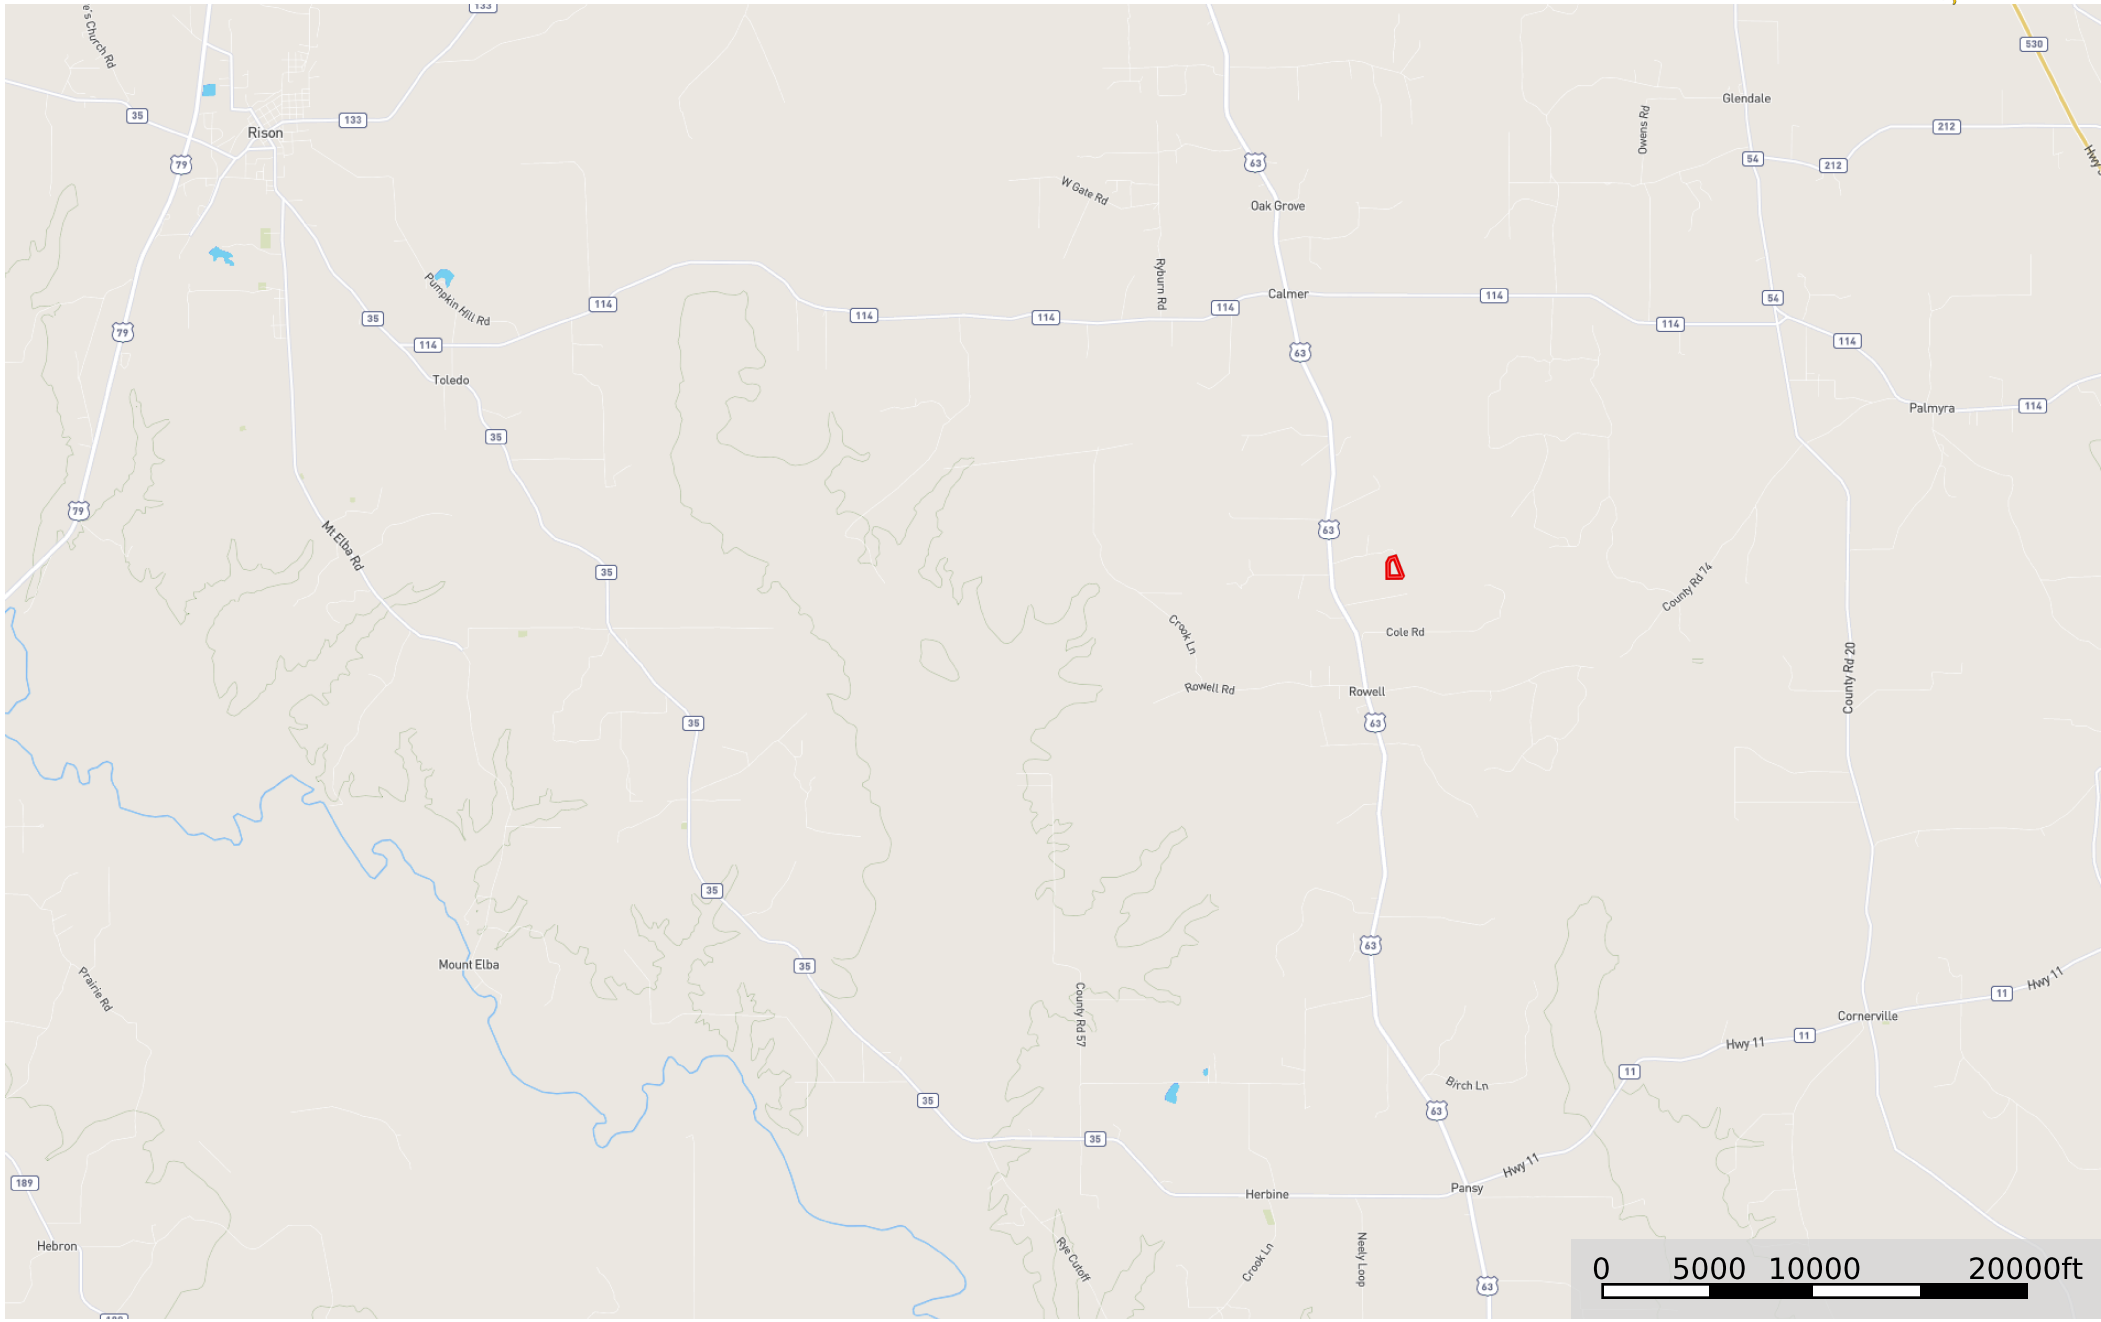 133
530
e's Church Rd
Glendale
35
133
Rison
Owens Rd
212
79
63
54
212
Hwy 5
W Gate Rd
Oak Grove
Pumpkin Hill Rd
Ryburn Rd
114
Calmer
114
54
35
114
114
114
114
79
114
63
114
Toledo
Palmyra
114
35
79
Mt Elba Rd
63
35
County Rd 74
Crook Ln
Cole Rd
County Rd 20
Rowell Rd
Rowell
35
63
35
63
Mount Elba
35
Prairie Rd
County Rd 57
Hwy 11
11
Cornerville
11
Hwy 11
11
Birch Ln
35
63
35
Hwy 11
189
Herbine
Pansy
Hebron
Rye Cutoff
Crook Ln
Neely Loop
63
0 5000 10000 20000ft